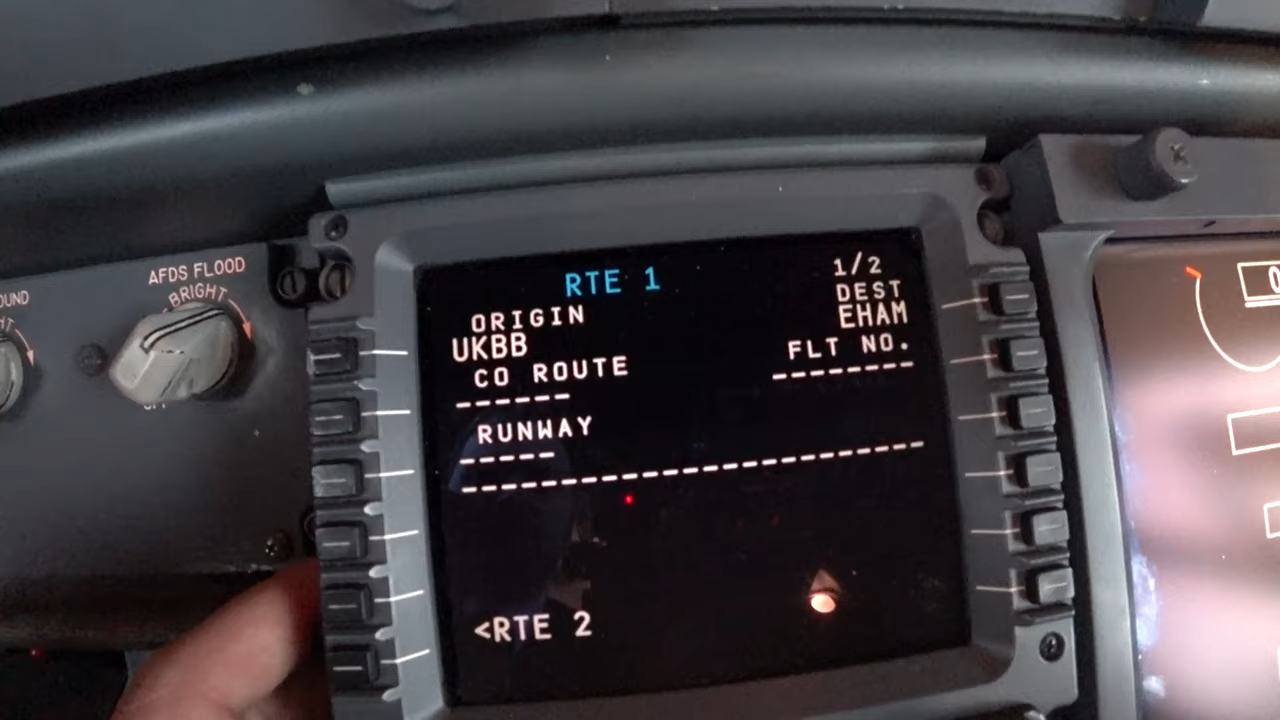 AFDS FLOOD
BRIGHT
RTE 1
1/2
ORIGIN
DEST
UKBB
EHAM
CO ROUTE
FLT NO.
------
--------
RUNWAY
-----
------------------------
<RTE 2